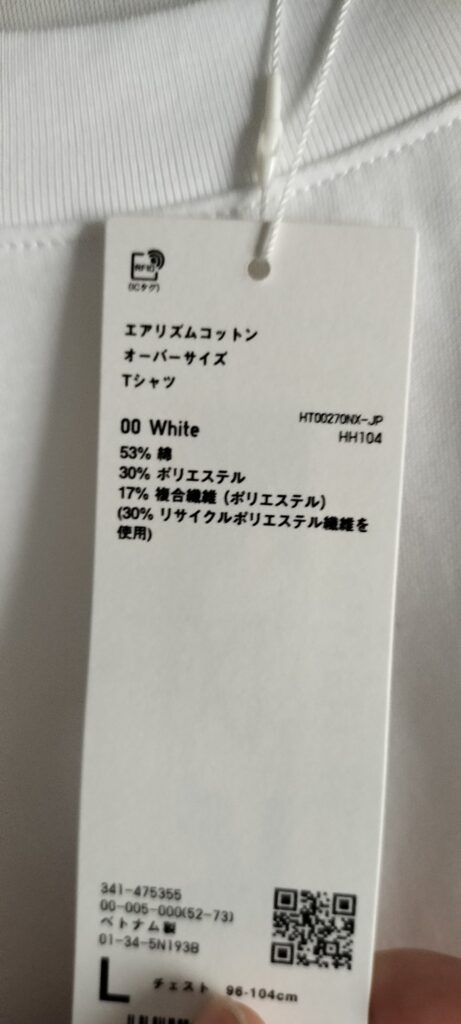 RFID
(ICタグ)
エアリズムコットン
オーバーサイズ
Tシャツ
HT00270NX-JP
00 White
HH104
53% 綿
30% ポリエステル
17% 複合繊維 (ポリエステル)
(30% リサイクルポリエステル繊維を
使用)
341-475355
00-005-000(52-73)
ベトナム製
01-34-5N193B
L チェスト 96-104cm